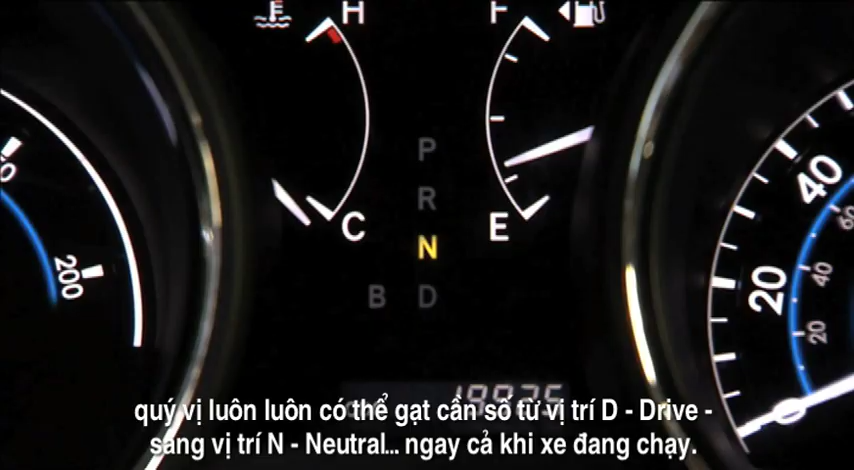 H
F
P
R
N
B D
C
E
200
40
20
60
40
20
0
quý vị luôn luôn có thể gạt cần số từ vị trí D - Drive -
sang vị trí N - Neutral... ngay cả khi xe đang chạy.